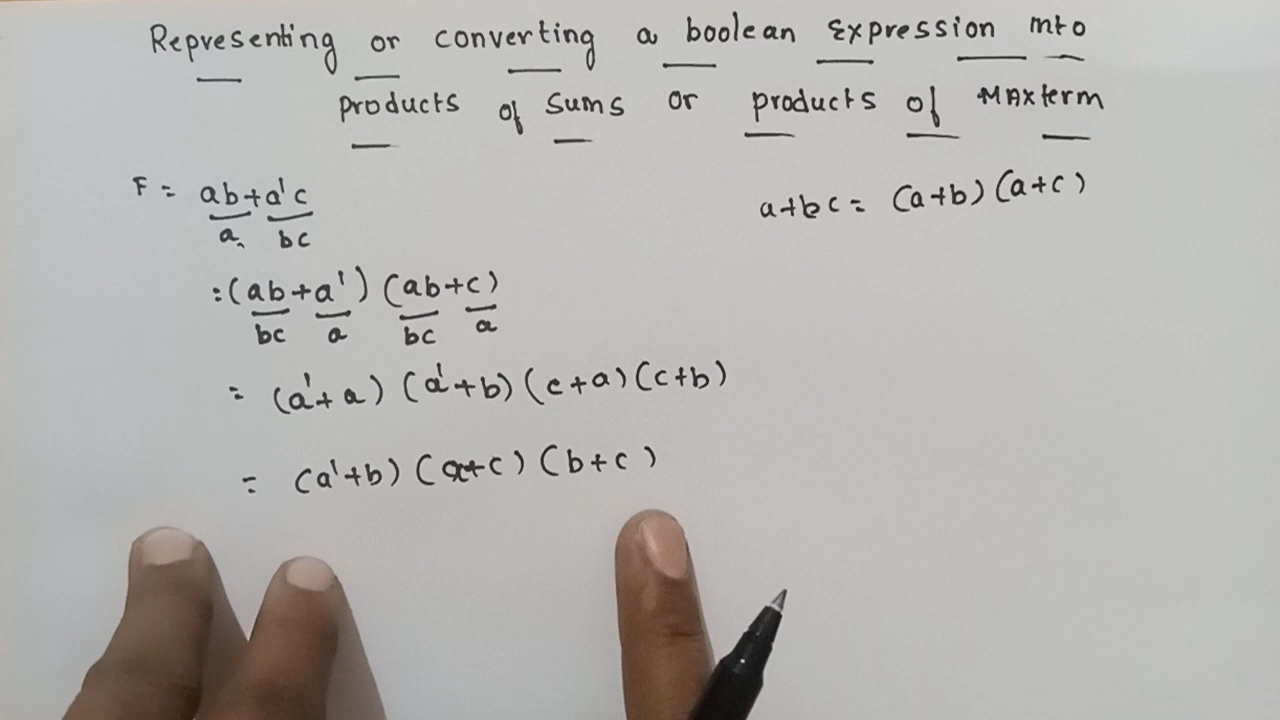 Representing or converting a boolean Expression into
products of sums or products of MAXterm
F = ab+a'c
a+bc = (a+b)(a+c)
a bc
=(ab+a')(ab+c)
bc a bc a
= (a'+a)(a'+b)(c+a)(c+b)
= (a'+b)(a+c)(b+c)